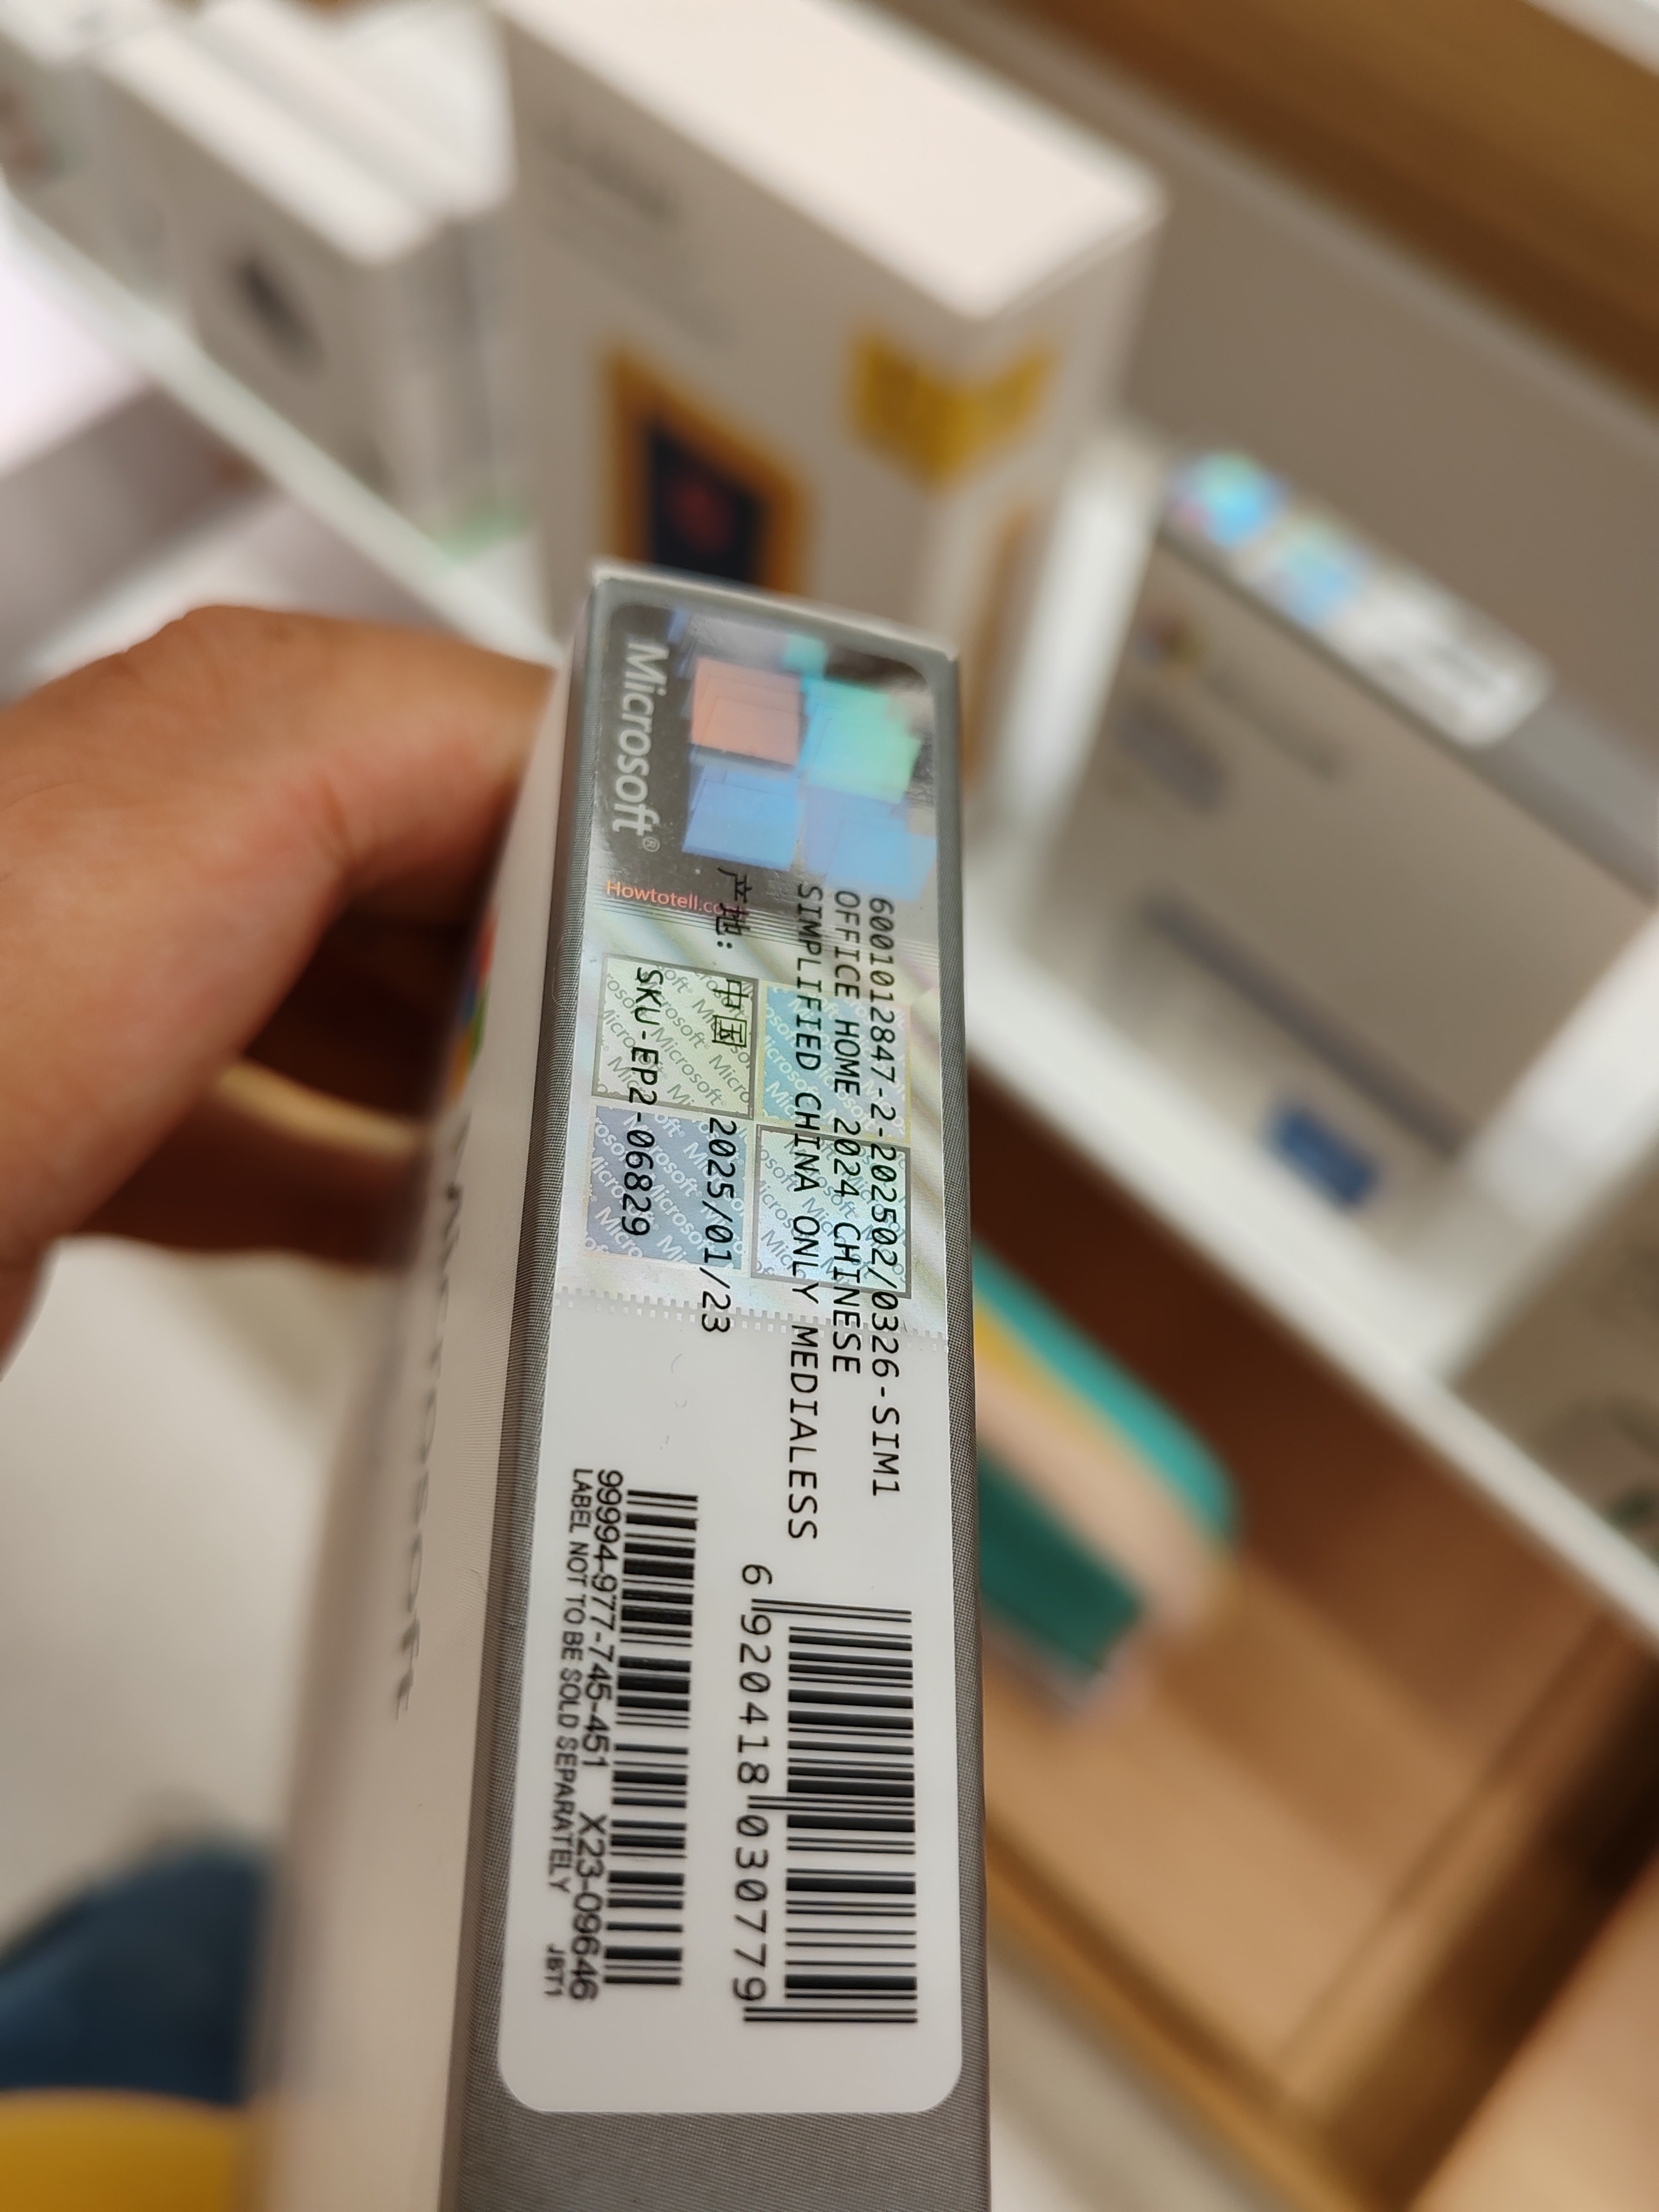 Microsoft®
Howtotell.co
6001012847-2-202502/0326-SIM1
OFFICE HOME 2024 CHINESE
SIMPLIFIED CHINA ONLY MEDIALESS
产地: 中国 2025/01/23
SKU-EP2-06829
6 920418 030779
99994-977-745-451 X23-09646
LABEL NOT TO BE SOLD SEPARATELY JBT1
Microsoft